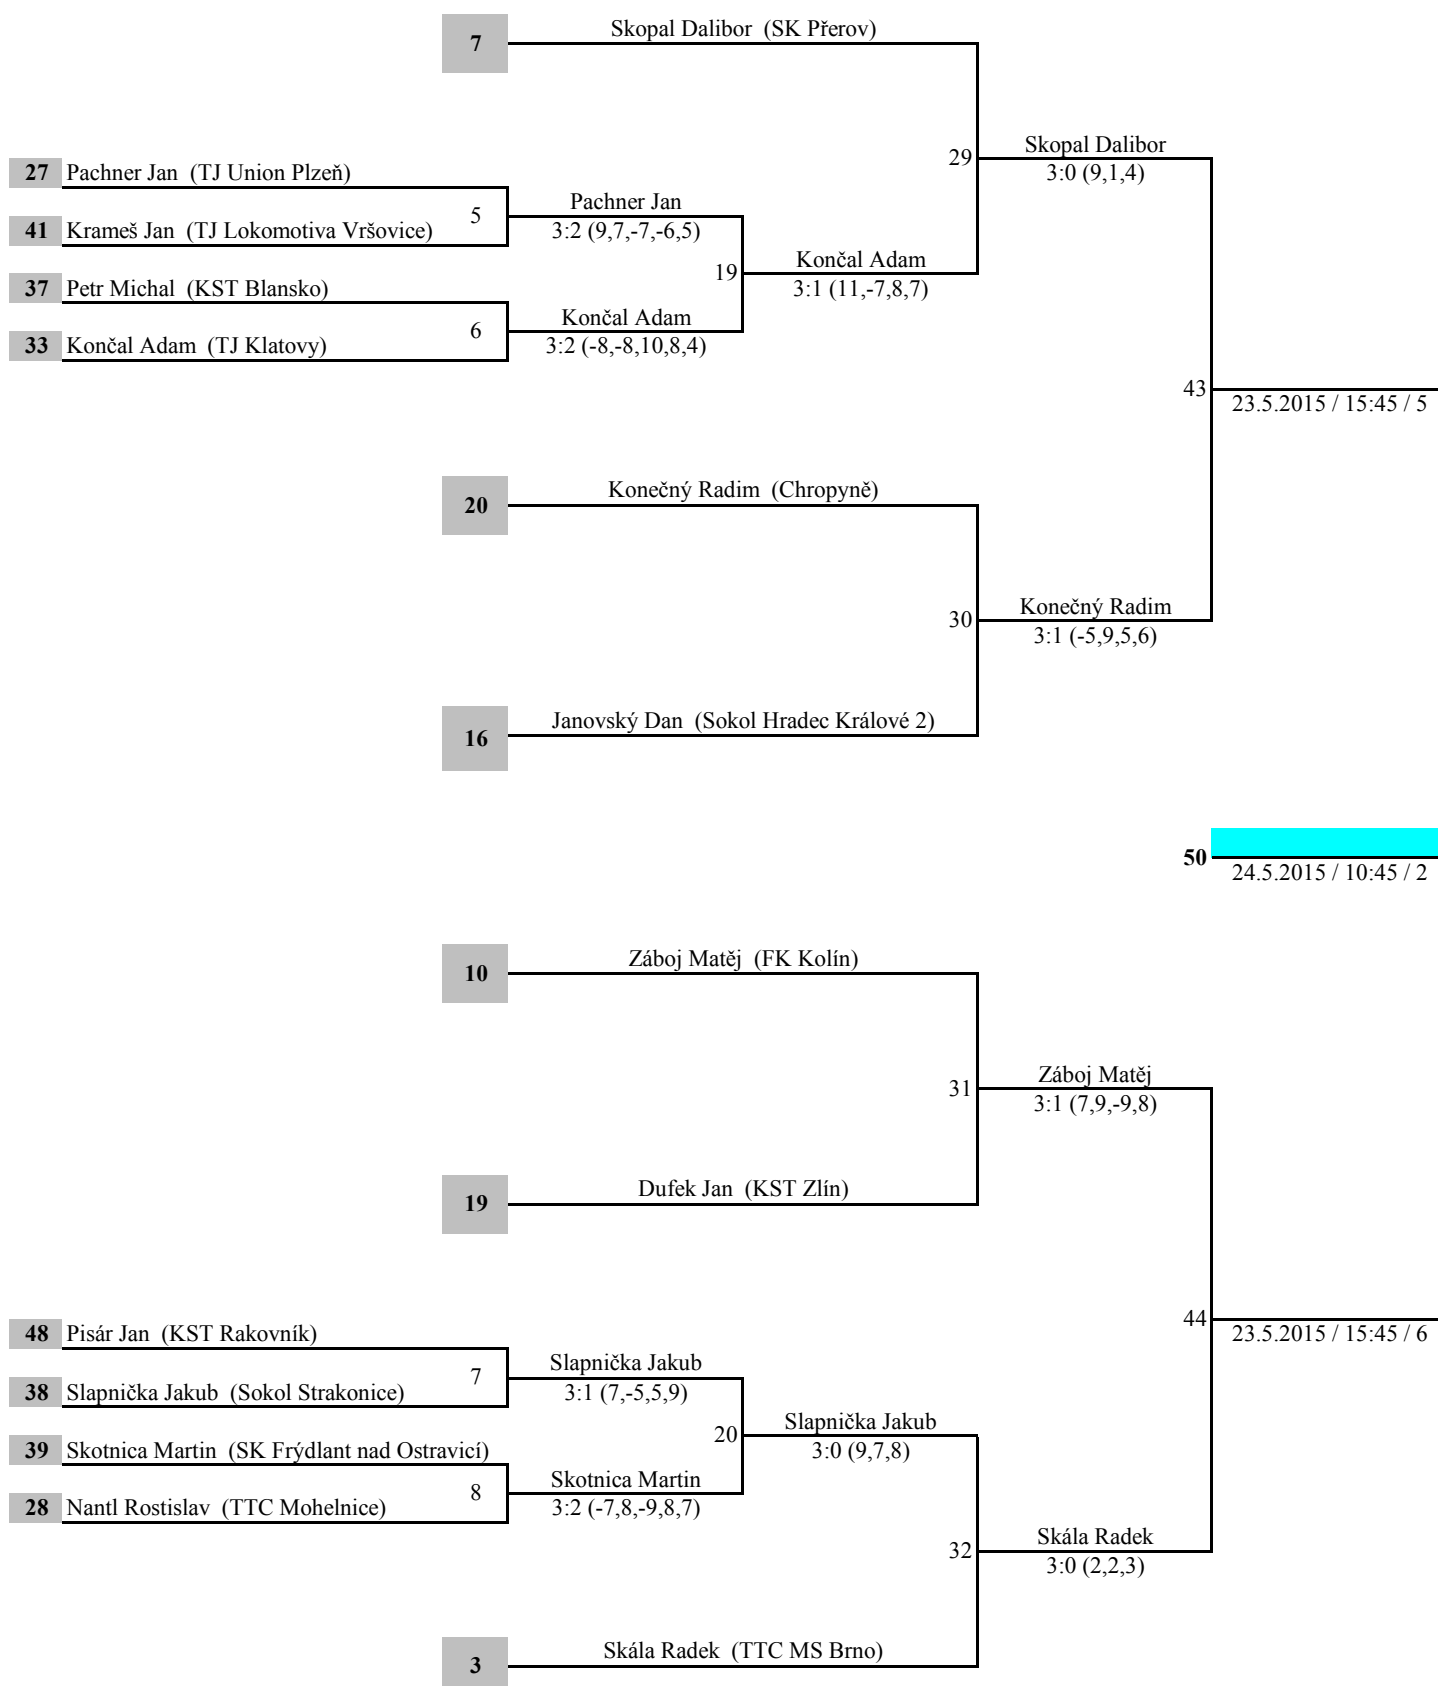 7 Skopal Dalibor (SK Přerov)
29 Skopal Dalibor
3:0 (9,1,4)
27 Pachner Jan (TJ Union Plzeň)
5 Pachner Jan
3:2 (9,7,-7,-6,5)
41 Krameš Jan (TJ Lokomotiva Vršovice)
19 Končal Adam
3:1 (11,-7,8,7)
37 Petr Michal (KST Blansko)
6 Končal Adam
3:2 (-8,-8,10,8,4)
33 Končal Adam (TJ Klatovy)
43
23.5.2015 / 15:45 / 5
20 Konečný Radim (Chropyně)
30 Konečný Radim
3:1 (-5,9,5,6)
16 Janovský Dan (Sokol Hradec Králové 2)
50
24.5.2015 / 10:45 / 2
10 Záboj Matěj (FK Kolín)
31 Záboj Matěj
3:1 (7,9,-9,8)
19 Dufek Jan (KST Zlín)
44
23.5.2015 / 15:45 / 6
48 Pisár Jan (KST Rakovník)
7 Slapnička Jakub
3:1 (7,-5,5,9)
38 Slapnička Jakub (Sokol Strakonice)
20 Slapnička Jakub
3:0 (9,7,8)
39 Skotnica Martin (SK Frýdlant nad Ostravicí)
8 Skotnica Martin
3:2 (-7,8,-9,8,7)
28 Nantl Rostislav (TTC Mohelnice)
32 Skála Radek
3:0 (2,2,3)
3 Skála Radek (TTC MS Brno)